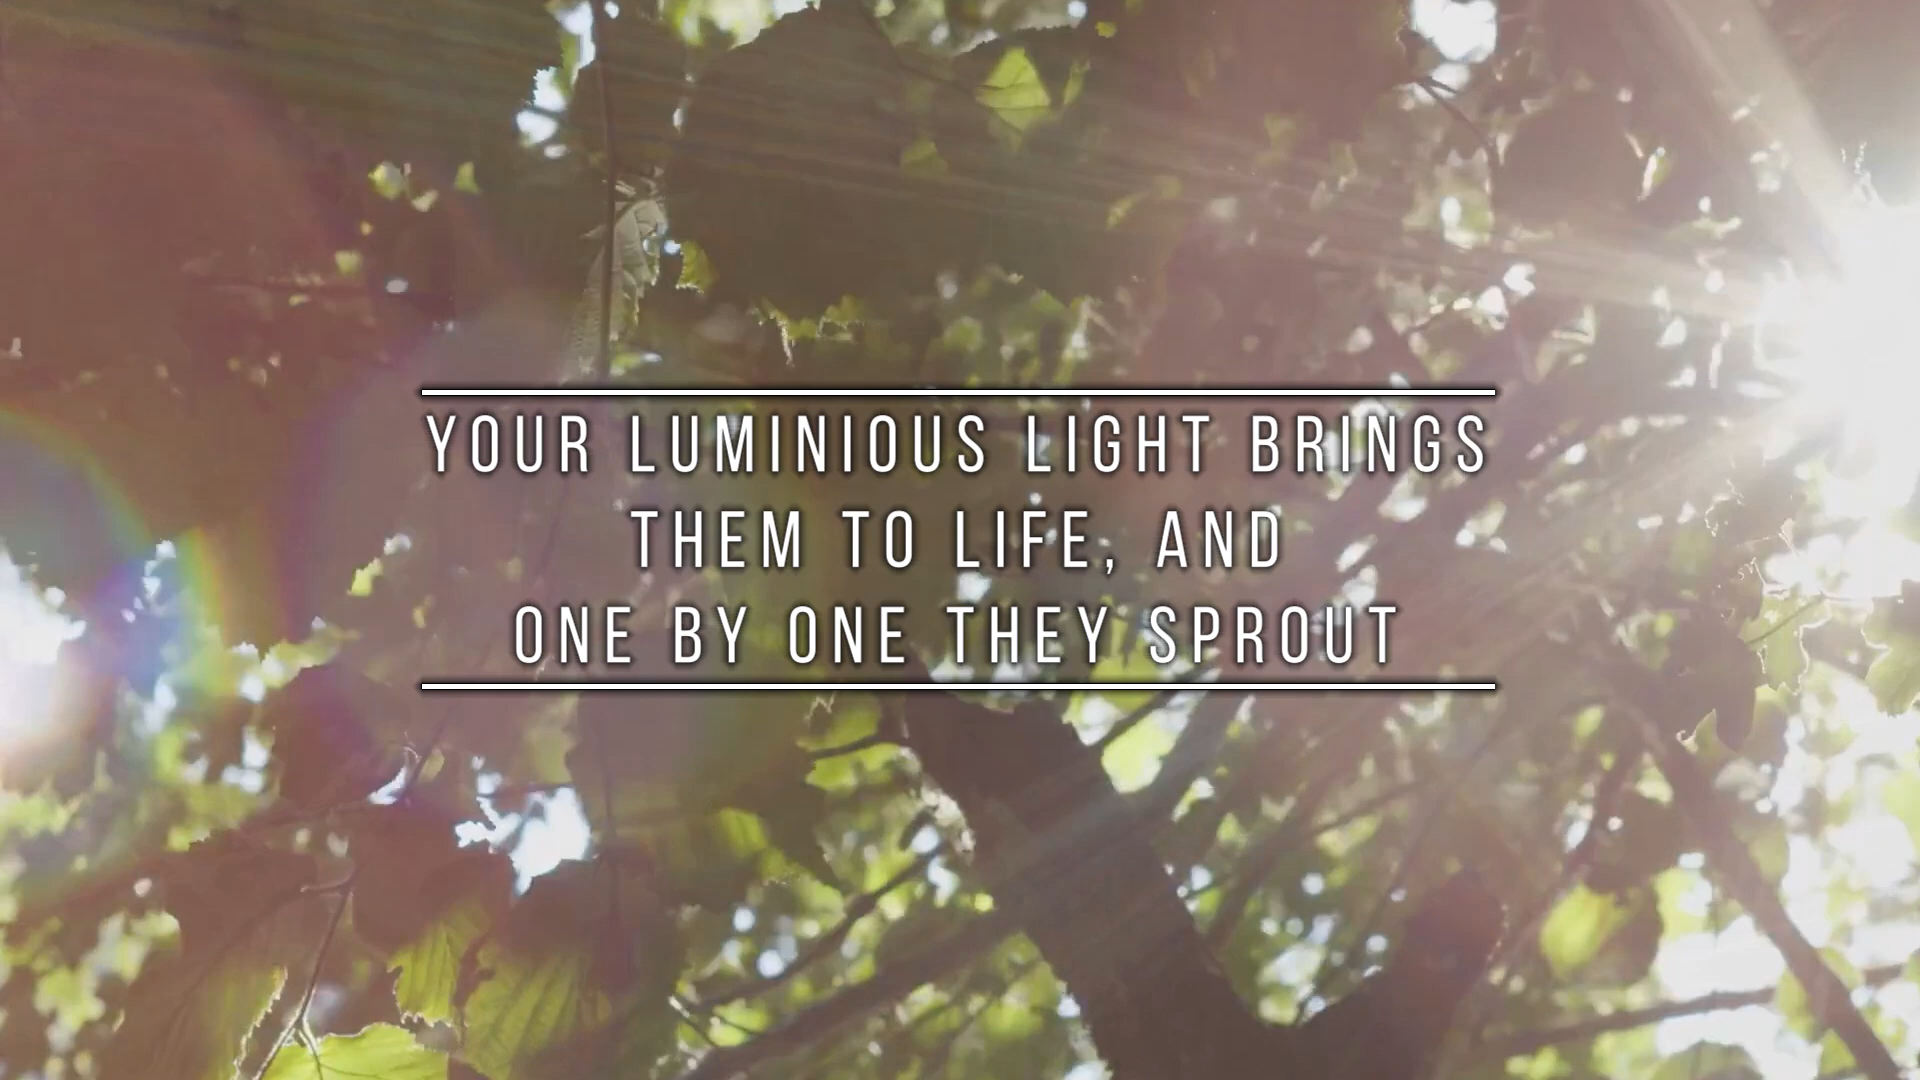 YOUR LUMINIOUS LIGHT BRINGS
THEM TO LIFE, AND
ONE BY ONE THEY SPROUT